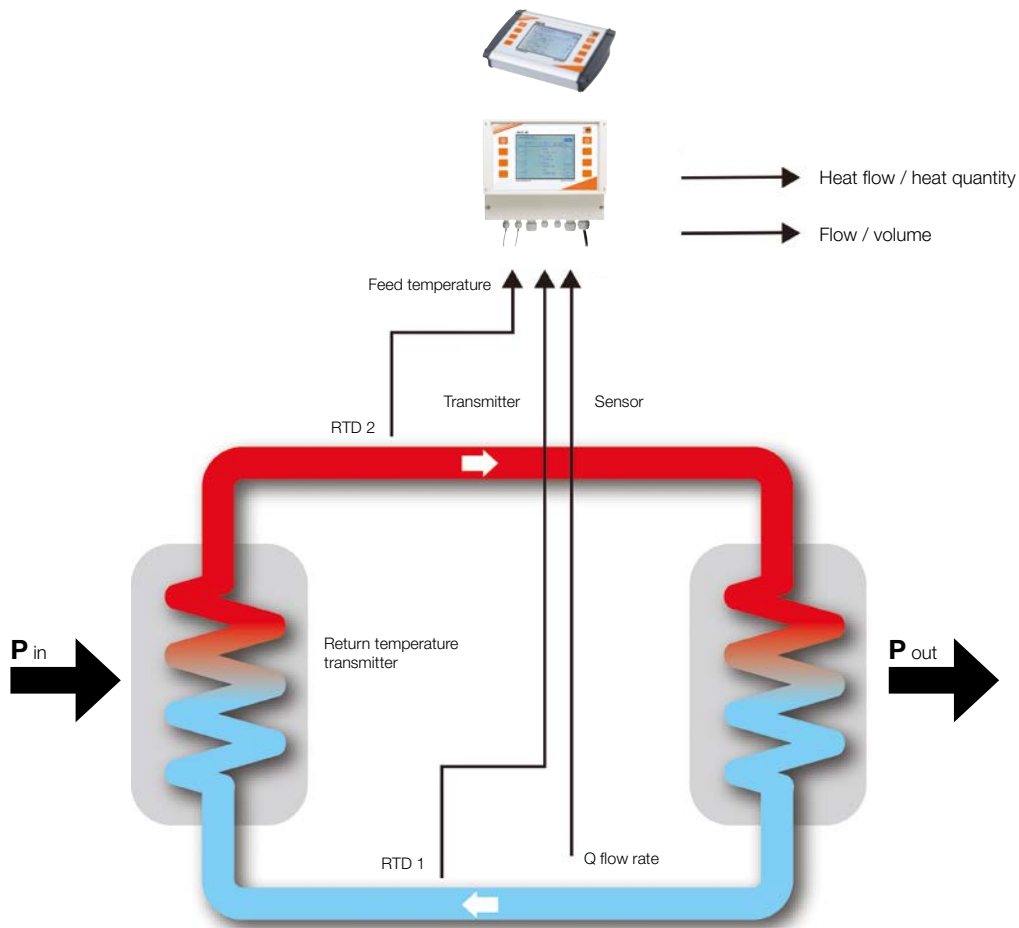 Heat flow / heat quantity
Flow / volume
Feed temperature
Transmitter
Sensor
RTD 2
Return temperature
transmitter
P in
P out
RTD 1
Q flow rate